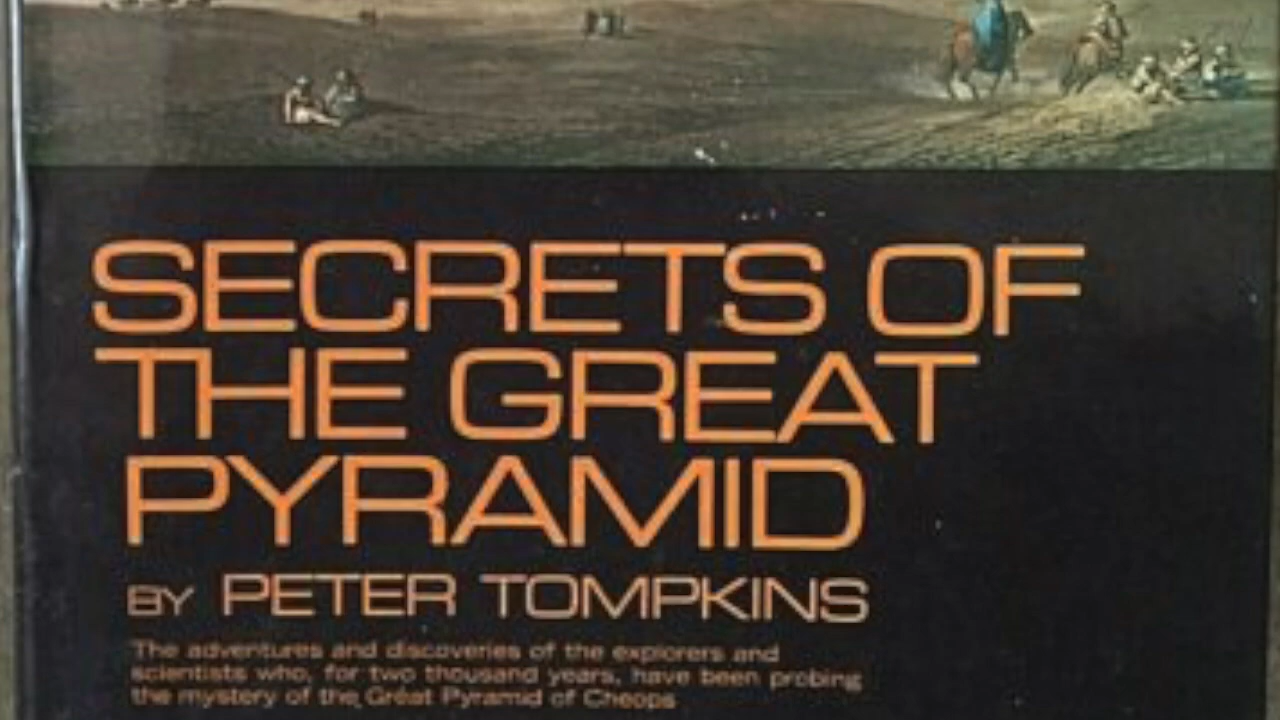 SECRETS OF
THE GREAT
PYRAMID
BY PETER TOMPKINS
The adventures and discoveries of the explorers and
scientists who, for two thousand years, have been probing
the mystery of the Great Pyramid of Cheops